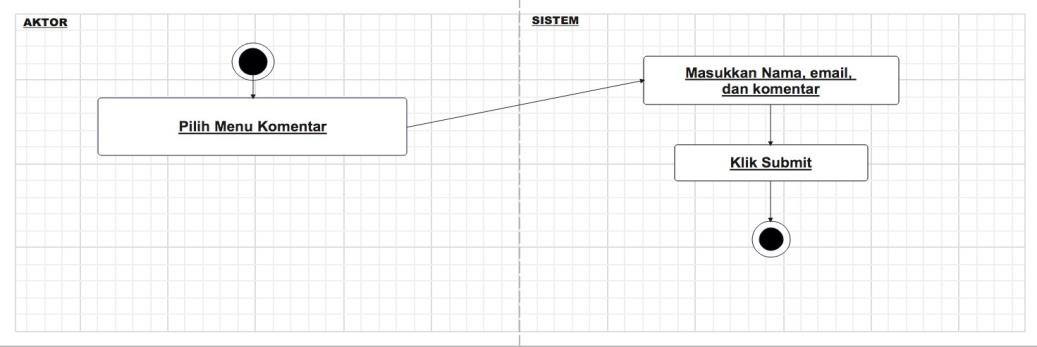 AKTOR
SISTEM
Pilih Menu Komentar
Masukkan Nama, email,
dan komentar
Klik Submit